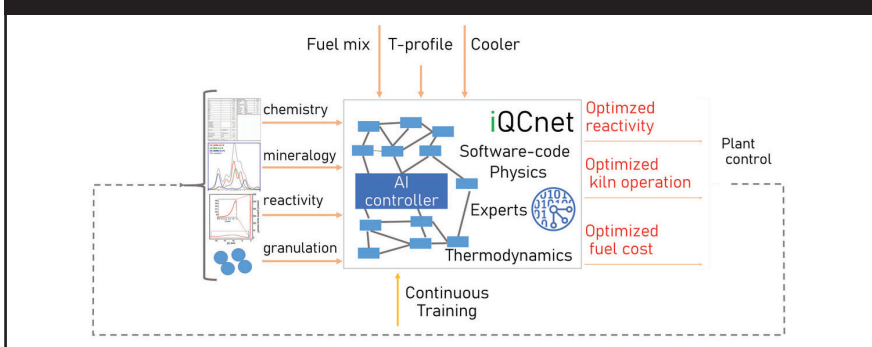 Fuel mix
T-profile
Cooler
chemistry
mineralogy
reactivity
granulation
AI
controller
iQCnet
Software-code
Physics
Experts
Thermodynamics
Optimzed
reactivity
Optimized
kiln operation
Optimized
fuel cost
Plant
control
Continuous
Training